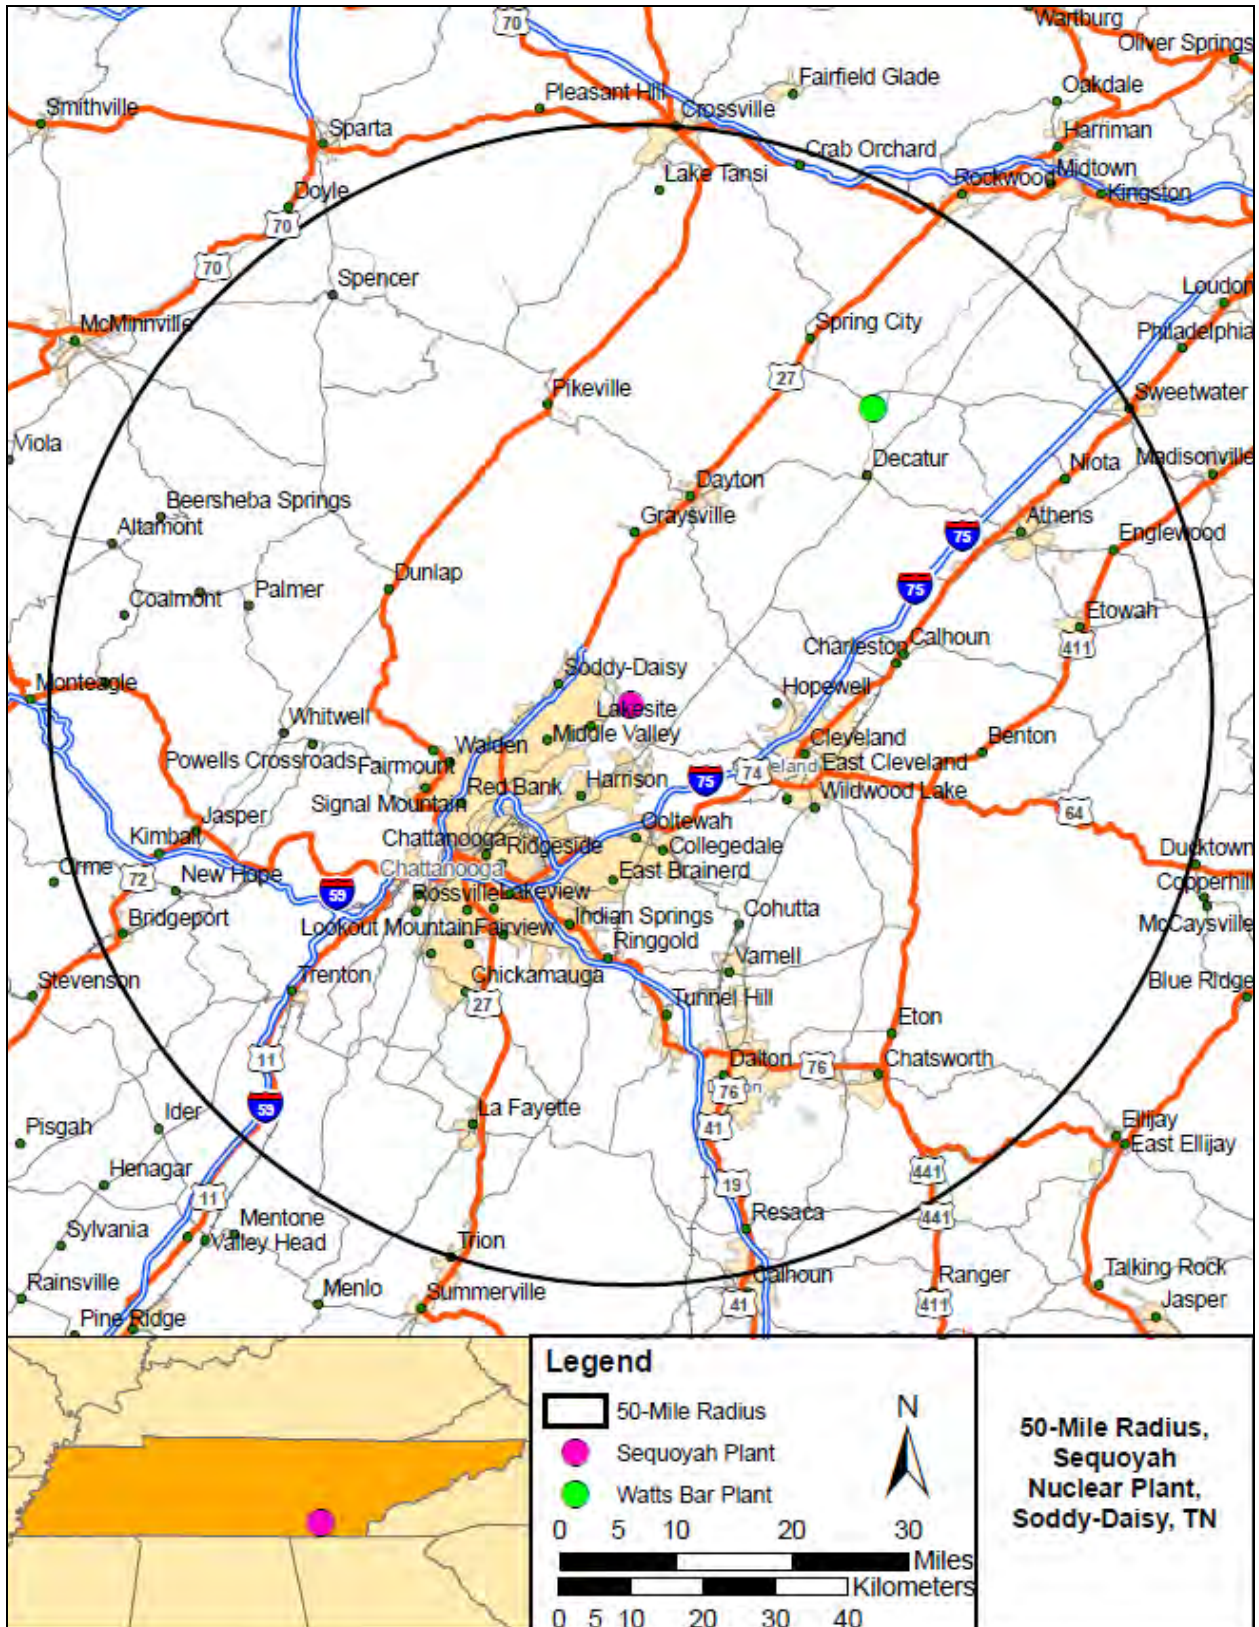 70
Wartburg
Oliver Springs
Fairfield Glade
Oakdale
Pleasant Hill
Smithville
Crossville
Sparta
Harriman
Crab Orchard
Midtown
Lake Tansi
Rockwood
Kingston
Doyle
70
70
Spencer
Loudon
McMinnville
Spring City
Philadelphia
27
Pikeville
Sweetwater
Viola
Decatur
Niota
Madisonville
Dayton
Beersheba Springs
Graysville
Athens
Altamont
75
Englewood
Dunlap
75
Coalmont
Palmer
Etowah
Charleston
Calhoun
411
Soddy-Daisy
Monteagle
Hopewell
Lakesite
Whitwell
Middle Valley
Walden
Cleveland
Benton
Powells Crossroads
Fairmount
75
74
eland
East Cleveland
Harrison
Red Bank
Signal Mountain
Wildwood Lake
64
Jasper
Kimball
Chattanooga
Ridgeside
Ooltewah
Collegedale
Ducktown
Orme
72
New Hope
Chattanooga
East Brainerd
Copperhill
59
Rossville
Lakeview
Bridgeport
Cohutta
McCaysville
Lookout Mountain
Fairview
Indian Springs
Ringgold
Varnell
Stevenson
Trenton
Chickamauga
Blue Ridge
27
Tunnel Hill
Eton
11
Dalton
76
Chatsworth
76
59
La Fayette
41
Pisgah
Ider
Ellijay
East Ellijay
Henagar
11
19
441
Sylvania
Mentone
Valley Head
Resaca
441
Trion
Rainsville
Menlo
Summerville
Calhoun
41
Ranger
411
Talking Rock
Jasper
Pine Ridge
Legend
50-Mile Radius
Sequoyah Plant
Watts Bar Plant
N
0 5 10 20 30
Miles
Kilometers
0 5 10 20 30 40
50-Mile Radius,
Sequoyah
Nuclear Plant,
Soddy-Daisy, TN